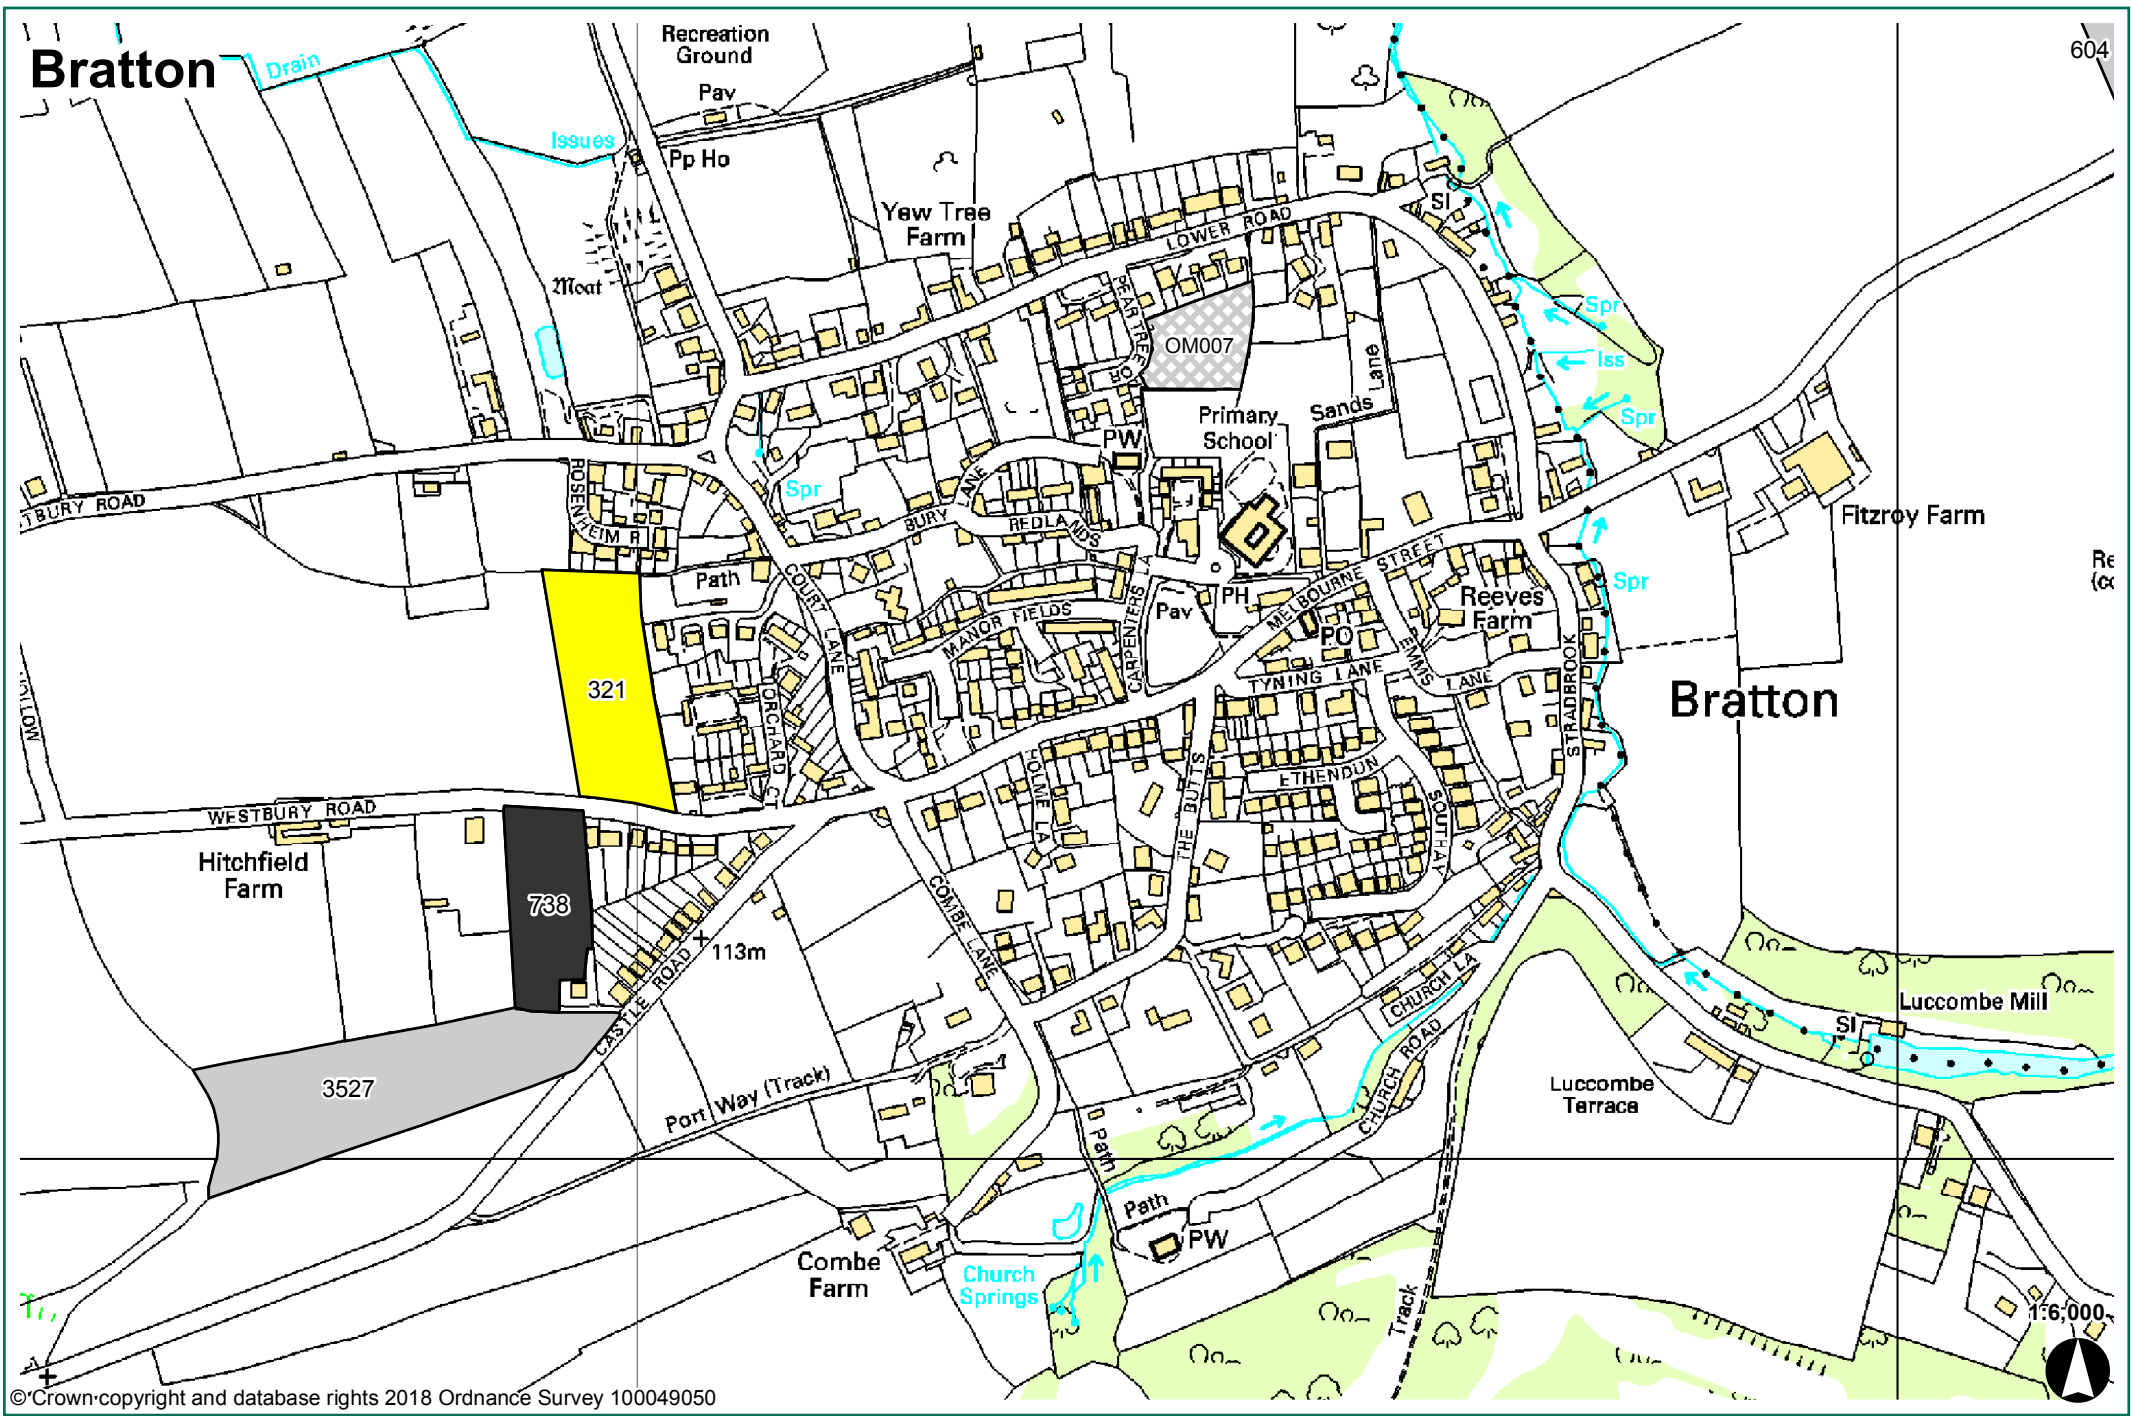 Bratton
Drain
Recreation
Ground
604
Pav
Issues
Pp Ho
Yew Tree
Farm
SI
LOWER ROAD
Moat
PEAR TREE OR
Spr
OM007
Iss
Lane
Sands
Spr
Primary
School
PW
TBURY ROAD
ROSENHEIM R
Spr
BURY LANE
REDLANDS
Fitzroy Farm
Path
COURT LANE
MELBOURNE STREET
Spr
Re
(co
PH
Reeves
Farm
Pav
MANOR FIELDS
CARPENTERS LA
PO
EMMS LANE
TYNING LANE
STRADBROOK
321
ORCHARD CT
Bratton
WESTBURY ROAD
HOLME LA
THE BUTTS
ETHENDUN
SOUTHAY
Hitchfield
Farm
738
COMBE LANE
113m
CASTLE ROAD
CHURCH LA
Luccombe Mill
SI
CHURCH ROAD
3527
Port Way (Track)
Luccombe
Terrace
Path
Path
PW
Combe
Farm
Church
Springs
Track
1:6,000
© Crown copyright and database rights 2018 Ordnance Survey 100049050